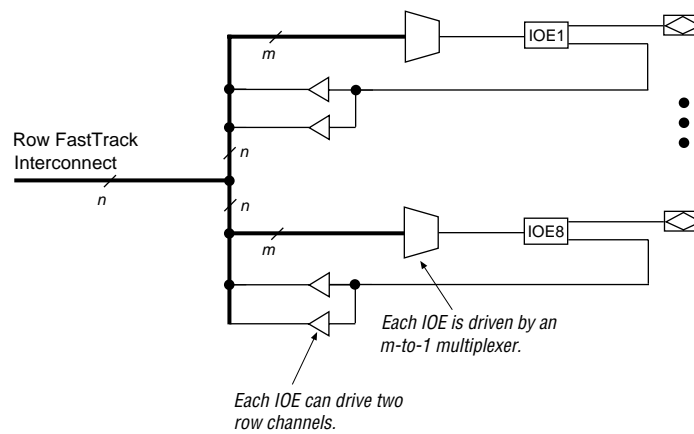 m
IOE1
Row FastTrack
Interconnect
n
n
n
m
IOE8
Each IOE is driven by an
m-to-1 multiplexer.
Each IOE can drive two
row channels.